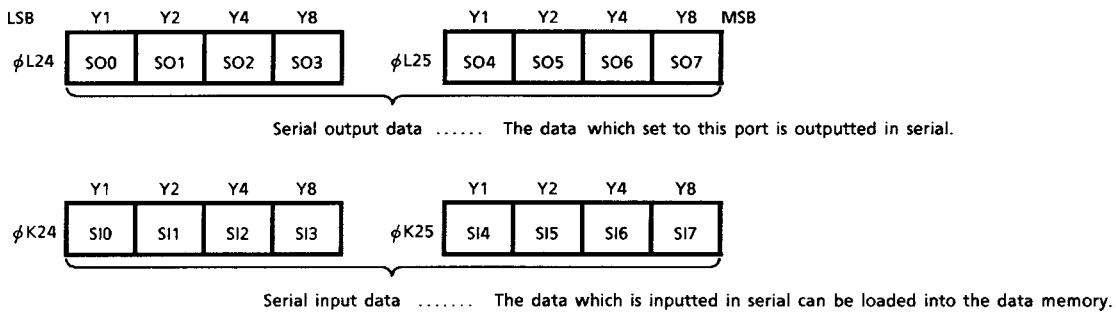 LSB Y1 Y2 Y4 Y8 Y1 Y2 Y4 Y8 MSB
ϕL24 SO0 SO1 SO2 SO3 ϕL25 SO4 SO5 SO6 SO7
Serial output data ...... The data which set to this port is outputted in serial.
Y1 Y2 Y4 Y8 Y1 Y2 Y4 Y8
ϕK24 SI0 SI1 SI2 SI3 ϕK25 SI4 SI5 SI6 SI7
Serial input data ....... The data which is inputted in serial can be loaded into the data memory.